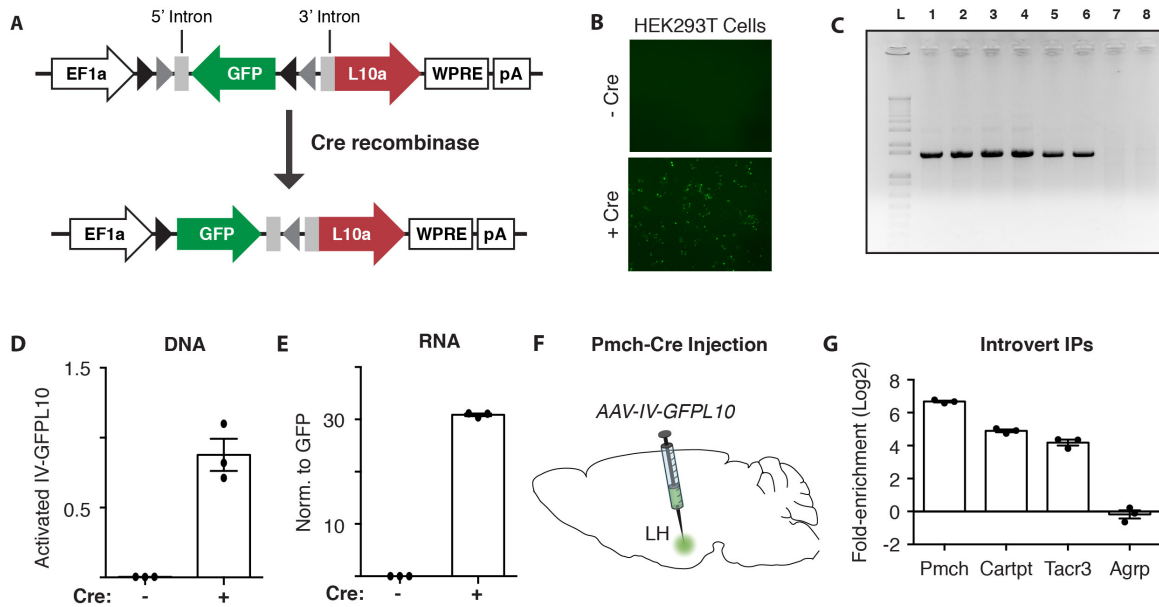 A
5' Intron
3' Intron
EF1a
GFP
L10a
WPRE
pA
Cre recombinase
EF1a
GFP
L10a
WPRE
pA
B
HEK293T Cells
- Cre
+ Cre
C
L 1 2 3 4 5 6 7 8
D
DNA
Activated IV-GFPL10
1.5
0.5
Cre: - +
E
RNA
Norm. to GFP
30
10
Cre: - +
F
Pmch-Cre Injection
AAV-IV-GFPL10
LH
G
Introvert IPs
Fold-enrichment (Log2)
8
6
4
2
0
-2
Pmch Cartpt Tacr3 Agrp